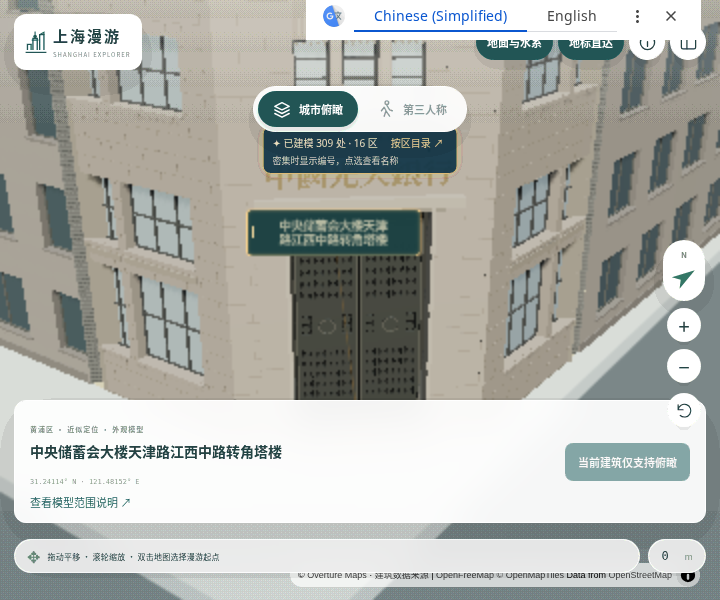 Chinese (Simplified)
English
上海漫游
SHANGHAI EXPLORER
地面与水系
地标直达
城市俯瞰
第三人称
✦ 已建模 309 处 · 16 区 按区目录 ↗
密集时显示编号，点选查看名称
中國光大銀行
中央储蓄会大楼天津
路江西中路转角塔楼
N
+
−
黄浦区 • 近似定位 • 外观模型
中央储蓄会大楼天津路江西中路转角塔楼
31.24114° N · 121.48152° E
查看模型范围说明 ↗
当前建筑仅支持俯瞰
拖动平移 · 滚轮缩放 · 双击地图选择漫游起点
0 m
© Overture Maps · 建筑数据来源 | OpenFreeMap © OpenMapTiles Data from OpenStreetMap